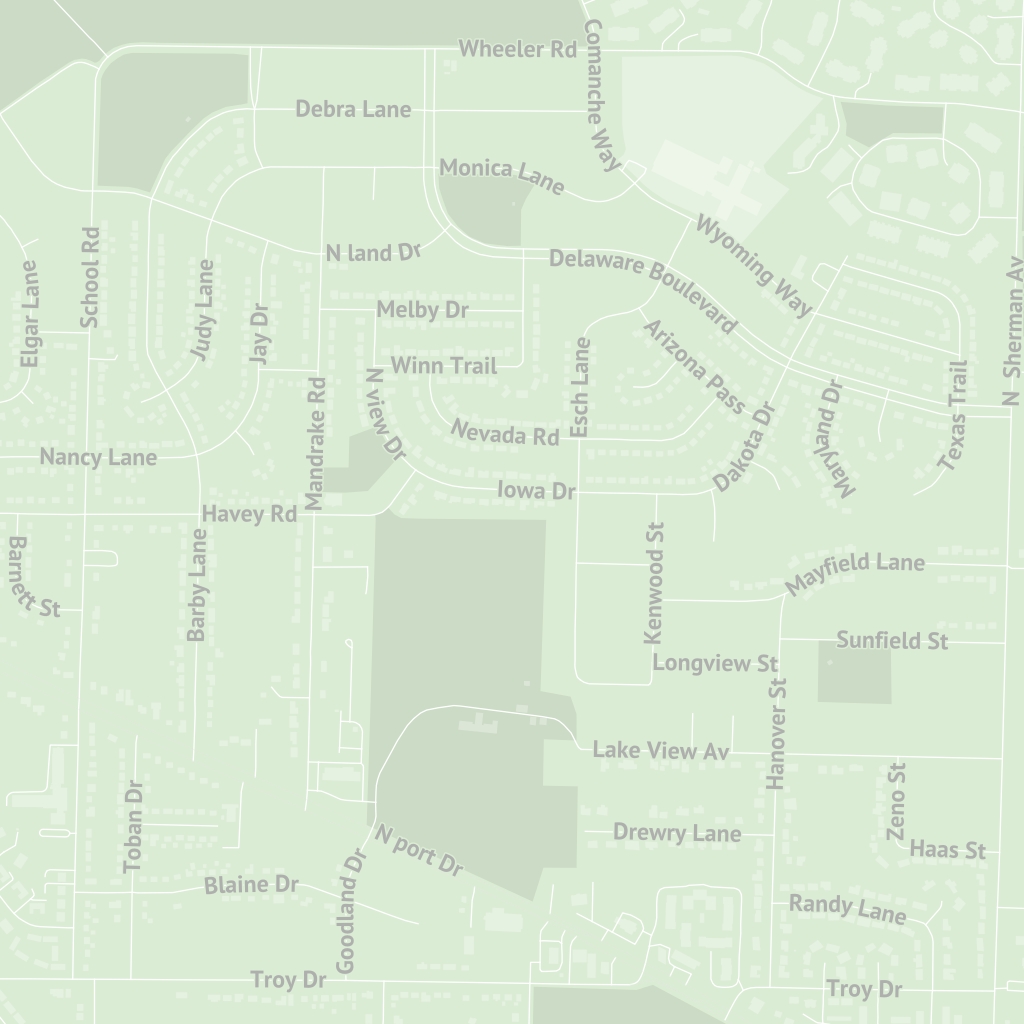 Wheeler Rd
Comanche Way
Debra Lane
Monica Lane
Wyoming Way
School Rd
N land Dr
Delaware Boulevard
Elgar Lane
Judy Lane
Jay Dr
Melby Dr
N Sherman Av
Winn Trail
Arizona Pass
Esch Lane
N view Dr
Mandrake Rd
Nevada Rd
Dakota Dr
Maryland Dr
Texas Trail
Nancy Lane
Iowa Dr
Havey Rd
Barnett St
Barby Lane
Kenwood St
Mayfield Lane
Sunfield St
Longview St
Hanover St
Lake View Av
Toban Dr
Zeno St
Drewry Lane
N port Dr
Haas St
Blaine Dr
Goodland Dr
Randy Lane
Troy Dr
Troy Dr